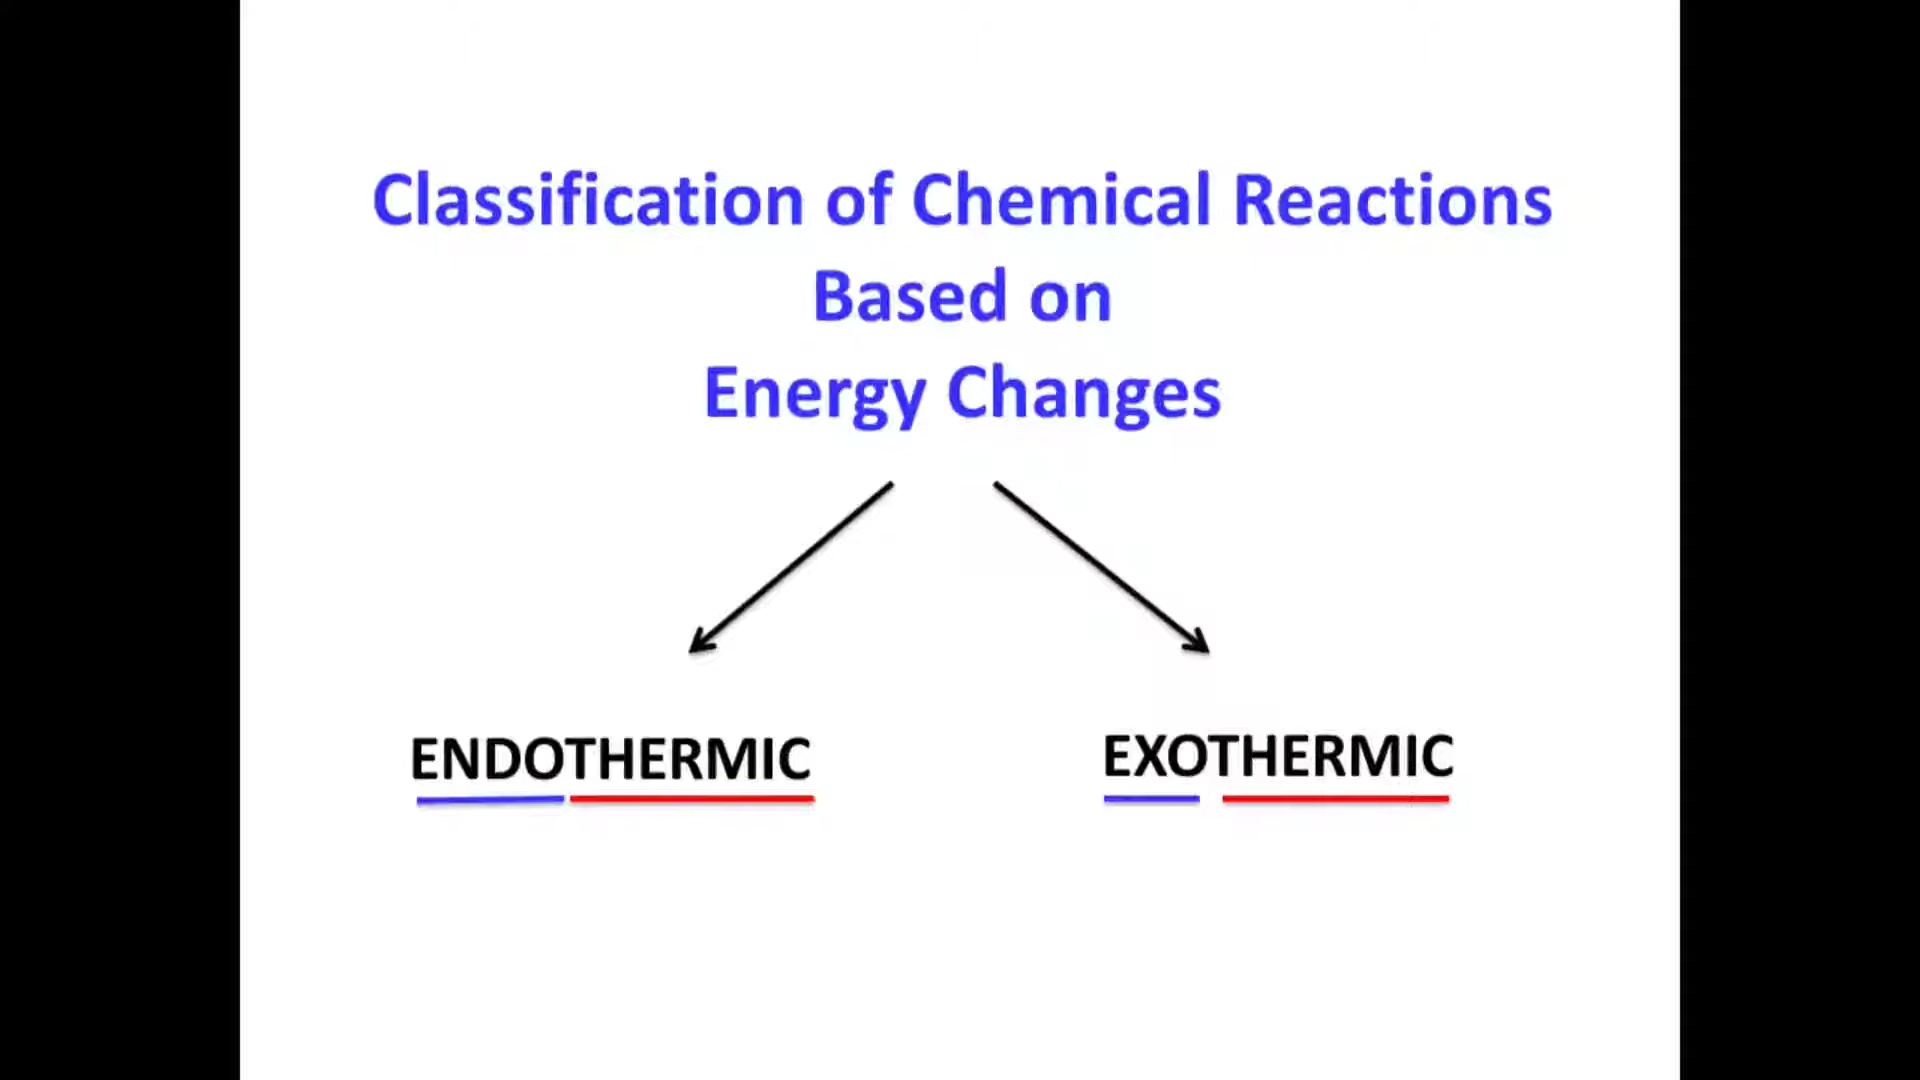 Classification of Chemical Reactions
Based on
Energy Changes
ENDOTHERMIC
EXOTHERMIC